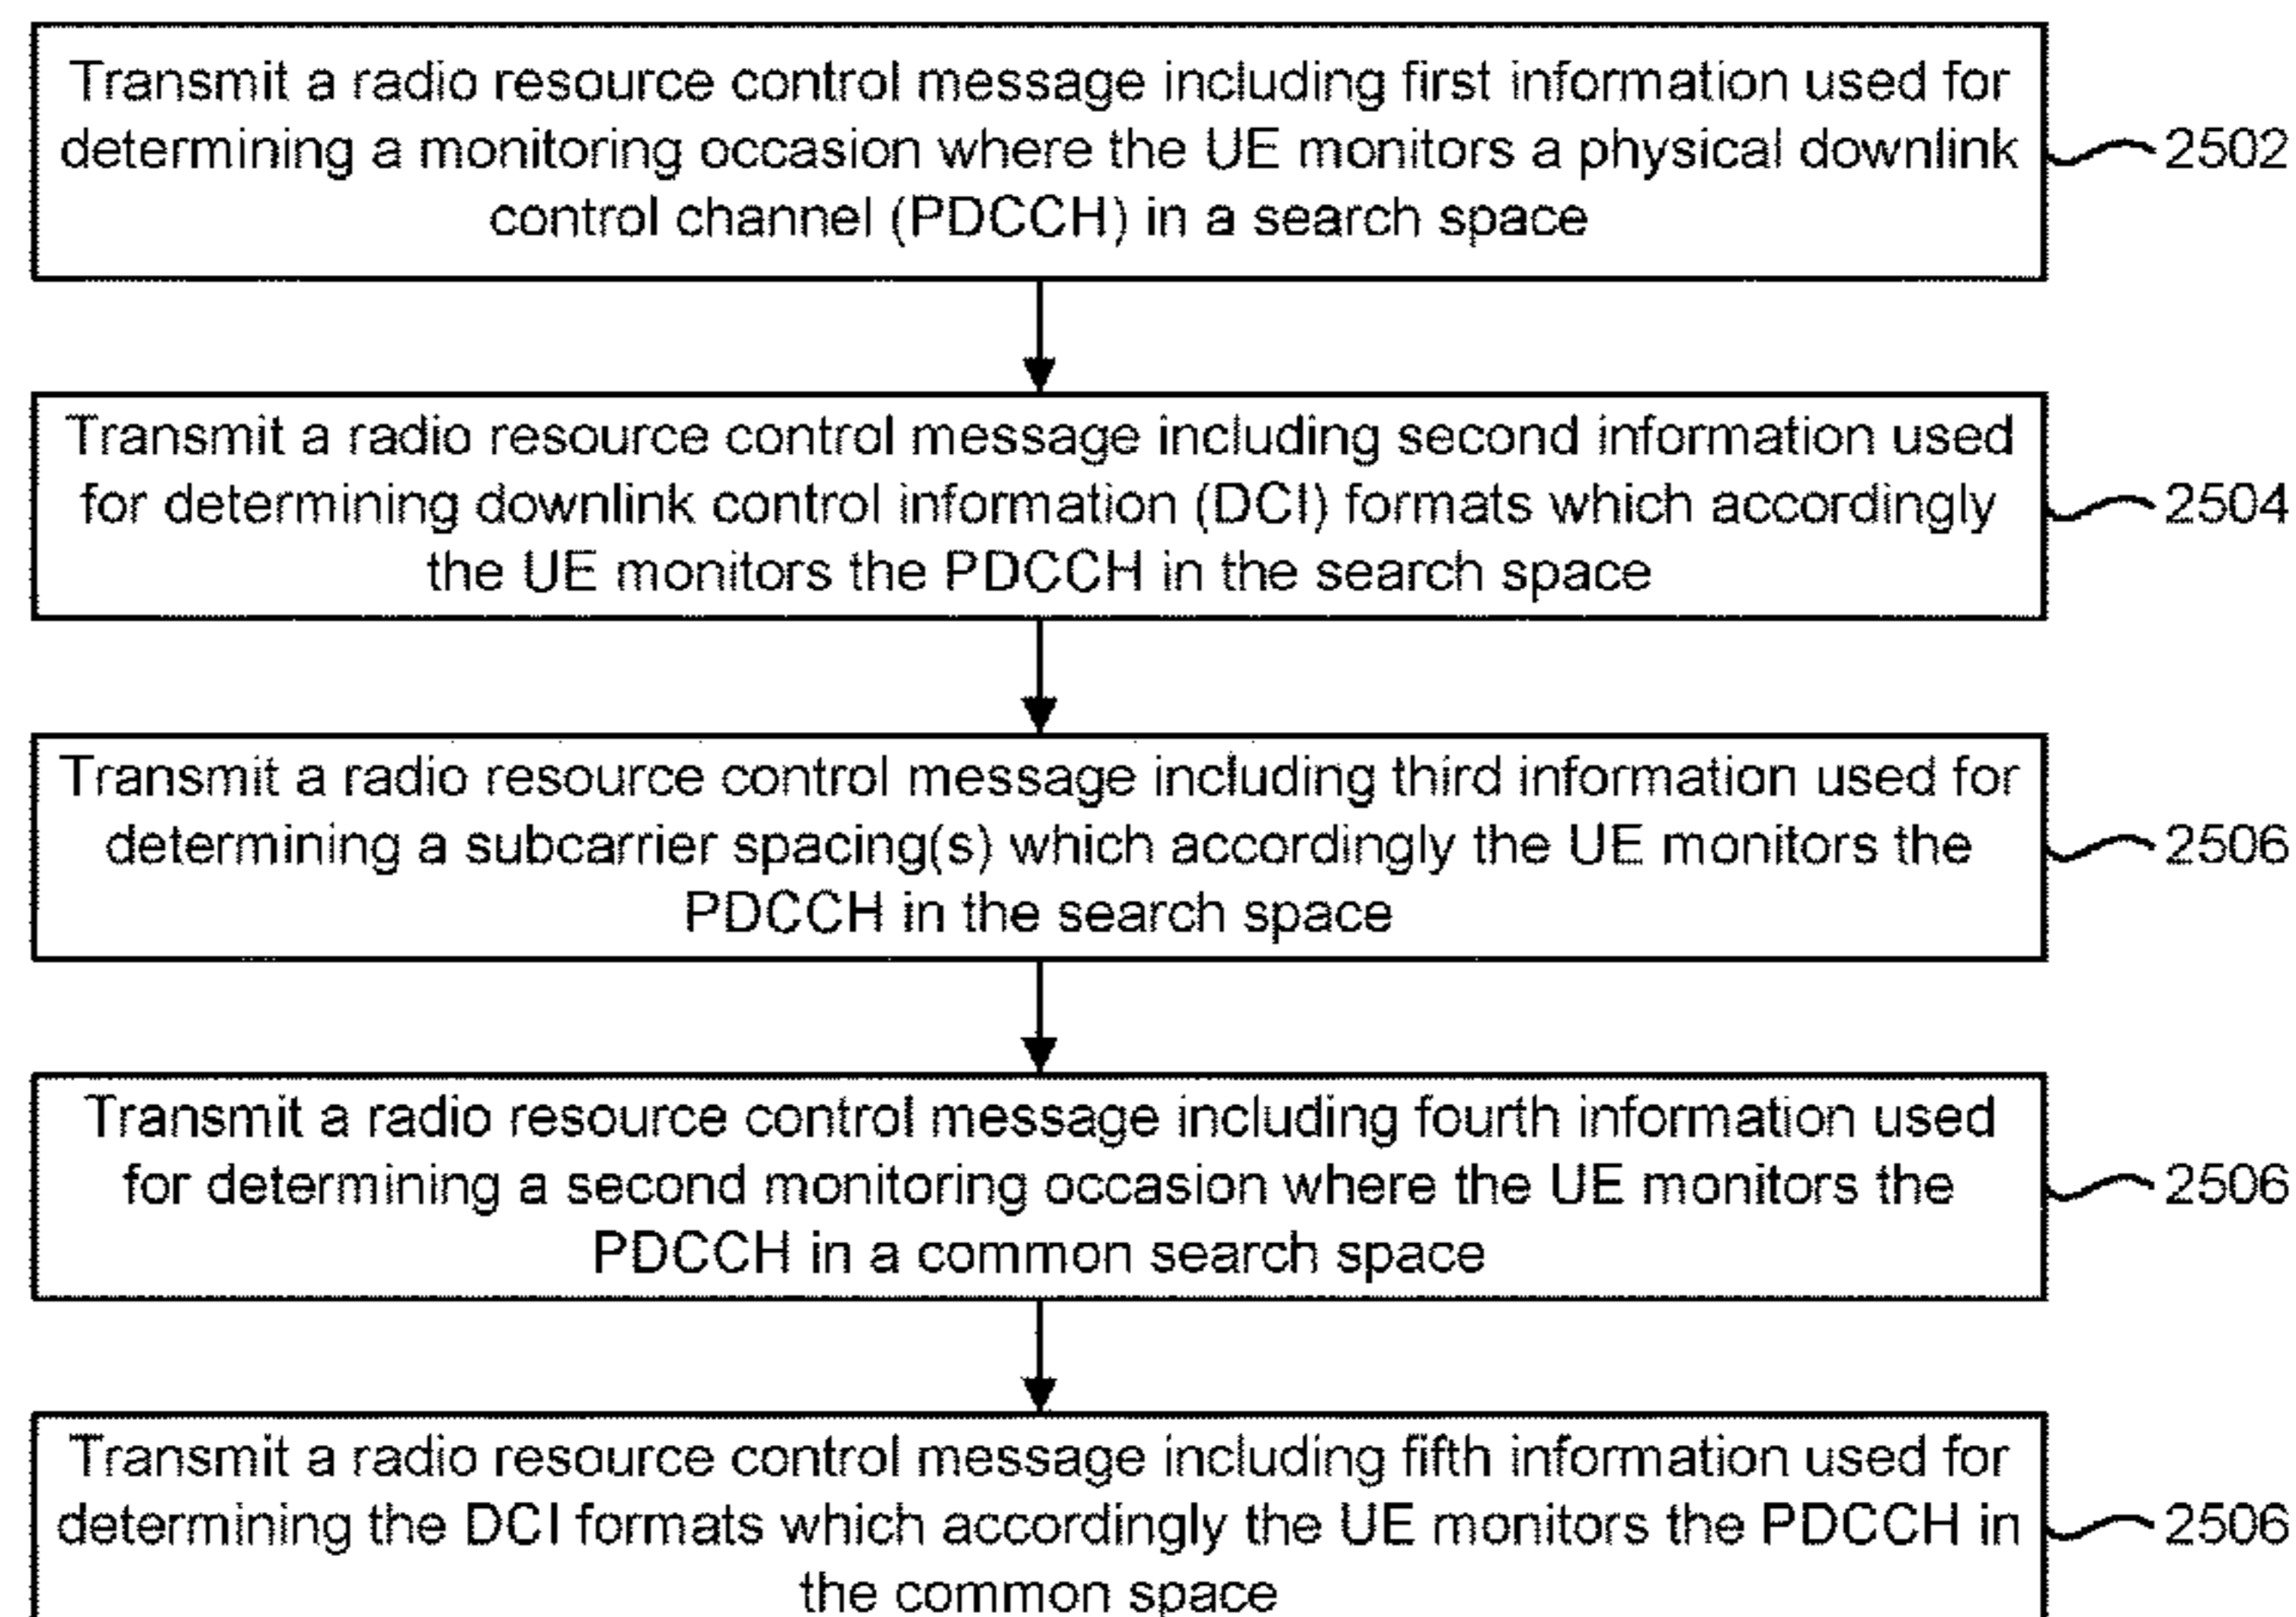 Transmit a radio resource control message including first information used for
determining a monitoring occasion where the UE monitors a physical downlink
control channel (PDCCH) in a search space
2502
Transmit a radio resource control message including second information used
for determining downlink control information (DCI) formats which accordingly
the UE monitors the PDCCH in the search space
2504
Transmit a radio resource control message including third information used for
determining a subcarrier spacing(s) which accordingly the UE monitors the
PDCCH in the search space
2506
Transmit a radio resource control message including fourth information used
for determining a second monitoring occasion where the UE monitors the
PDCCH in a common search space
2506
Transmit a radio resource control message including fifth information used for
determining the DCI formats which accordingly the UE monitors the PDCCH in
the common space
2506